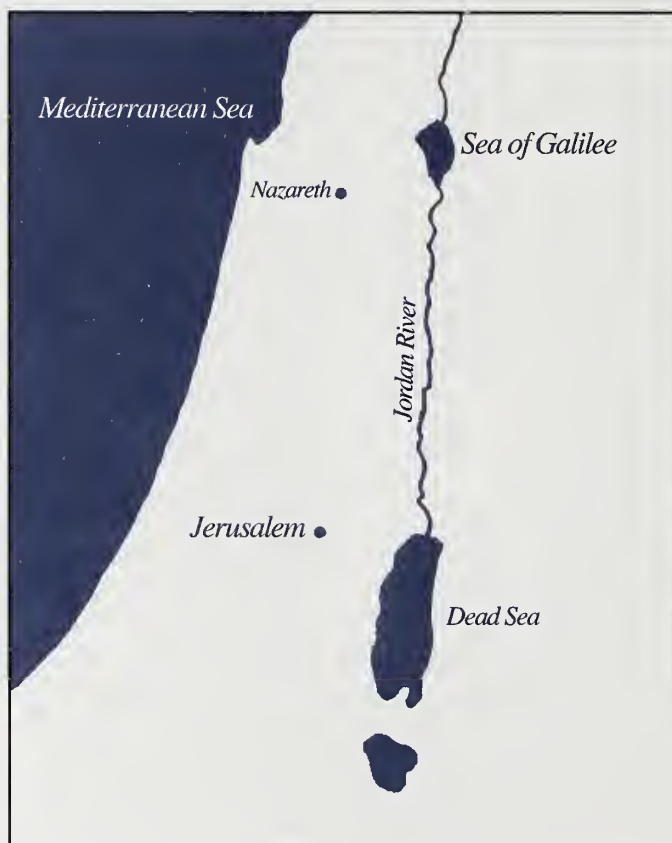 Mediterranean Sea
Sea of Galilee
Nazareth
Jordan River
Jerusalem
Dead Sea